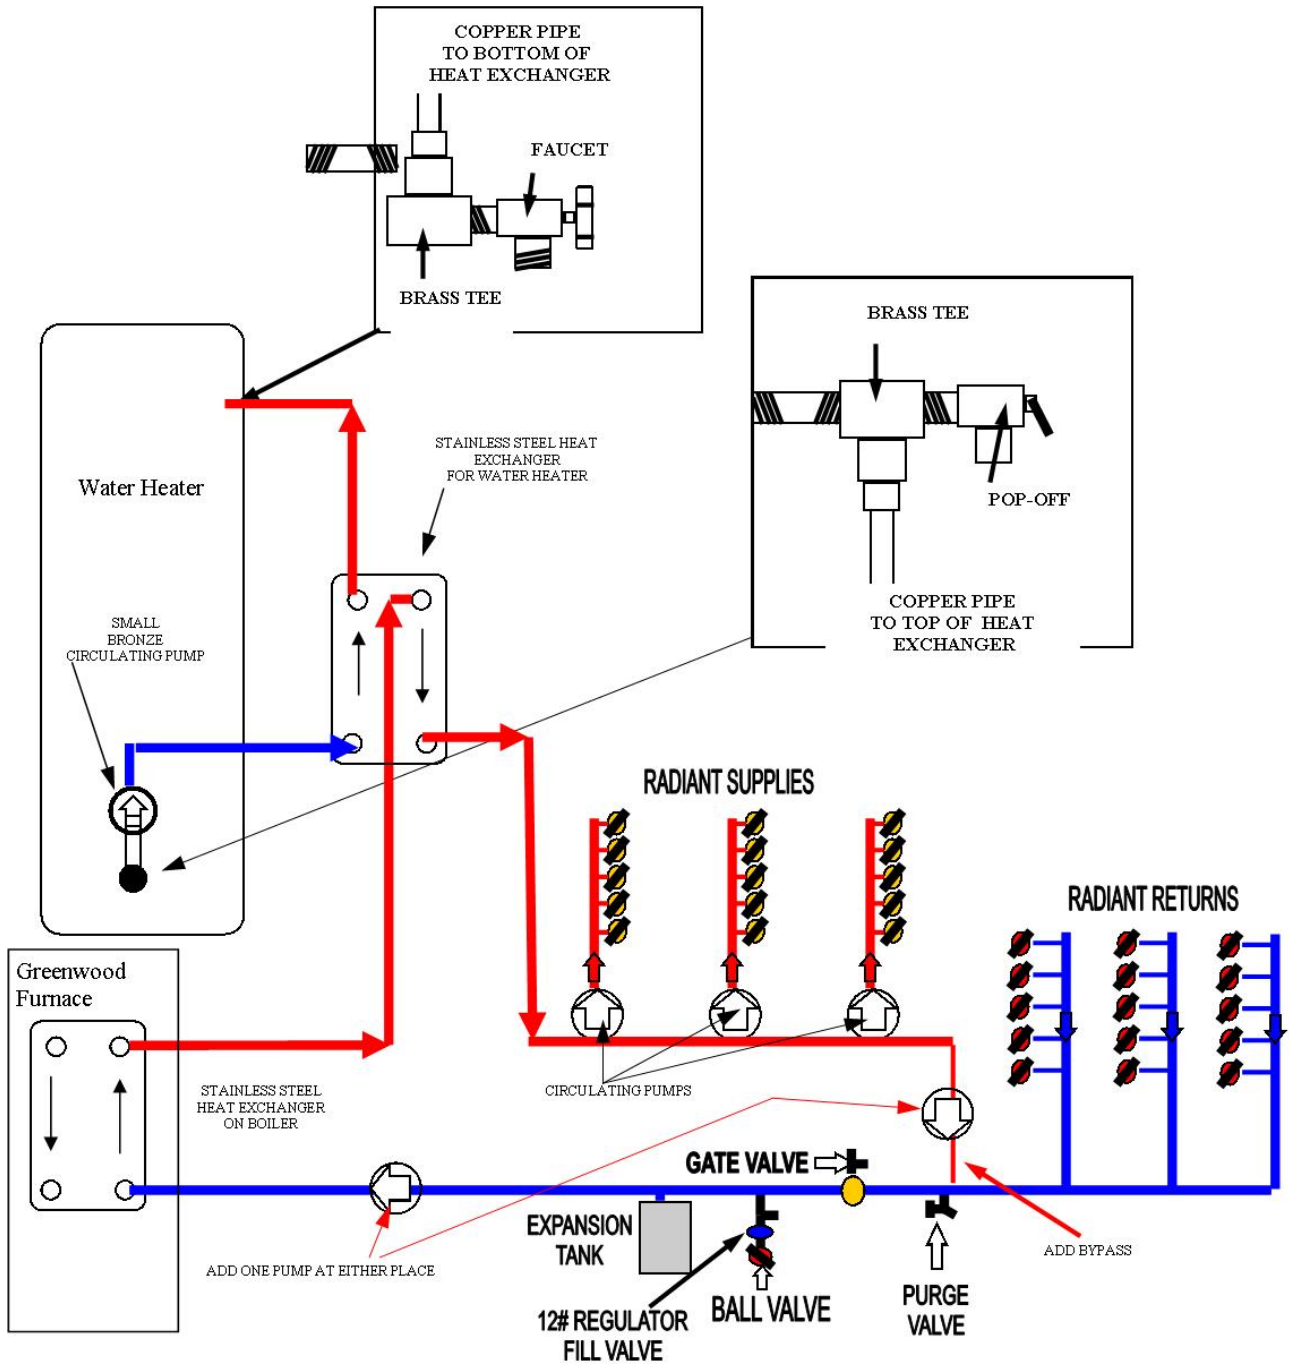 COPPER PIPE
TO BOTTOM OF
HEAT EXCHANGER
FAUCET
BRASS TEE
BRASS TEE
POP-OFF
COPPER PIPE
TO TOP OF HEAT
EXCHANGER
STAINLESS STEEL HEAT
EXCHANGER
FOR WATER HEATER
Water Heater
SMALL
BRONZE
CIRCULATING PUMP
RADIANT SUPPLIES
RADIANT RETURNS
Greenwood
Furnace
STAINLESS STEEL
HEAT EXCHANGER
ON BOILER
CIRCULATING PUMPS
GATE VALVE
EXPANSION
TANK
ADD BYPASS
ADD ONE PUMP AT EITHER PLACE
12# REGULATOR
FILL VALVE
BALL VALVE
PURGE
VALVE